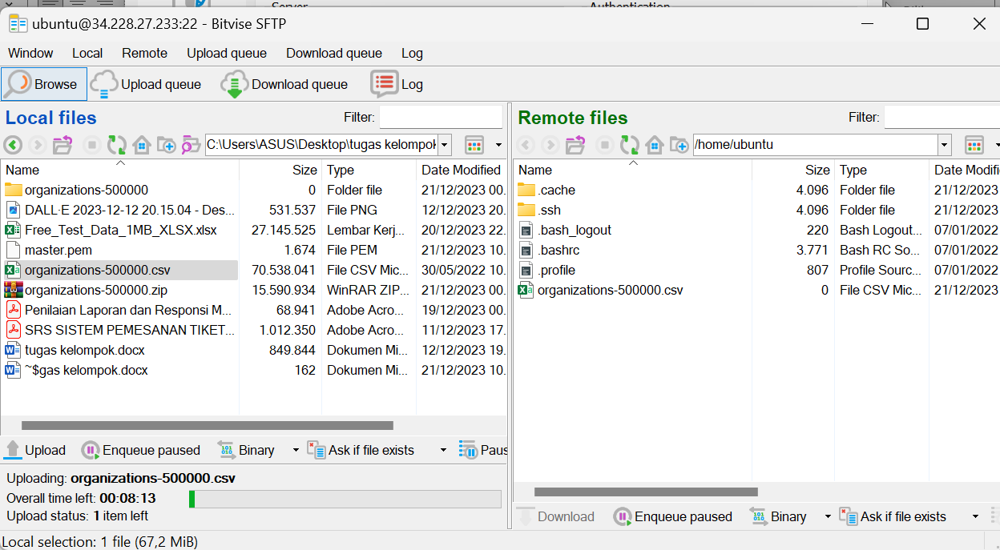 Server
Authentication
ubuntu@34.228.27.233:22 - Bitvise SFTP
Window Local Remote Upload queue Download queue Log
Browse Upload queue Download queue Log
Local files Filter:
C:\Users\ASUS\Desktop\tugas kelompok
Name Size Type Date Modified
organizations-500000 0 Folder file 21/12/2023 00.
DALL·E 2023-12-12 20.15.04 - Des... 531.537 File PNG 12/12/2023 20.
Free_Test_Data_1MB_XLSX.xlsx 27.145.525 Lembar Kerj... 20/12/2023 22.
master.pem 1.674 File PEM 21/12/2023 10.
organizations-500000.csv 70.538.041 File CSV Mic... 30/05/2022 10.
organizations-500000.zip 15.590.934 WinRAR ZIP... 21/12/2023 00.
Penilaian Laporan dan Responsi M... 68.941 Adobe Acro... 19/12/2023 00.
SRS SISTEM PEMESANAN TIKET... 1.012.350 Adobe Acro... 11/12/2023 17.
tugas kelompok.docx 849.844 Dokumen Mi... 12/12/2023 19.
~$gas kelompok.docx 162 Dokumen Mi... 21/12/2023 10.
Upload Enqueue paused Binary Ask if file exists Paus
Uploading: organizations-500000.csv
Overall time left: 00:08:13
Upload status: 1 item left
Local selection: 1 file (67,2 MiB)
Remote files Filter:
/home/ubuntu
Name Size Type Date Modifi
.cache 4.096 Folder file 21/12/2023
.ssh 4.096 Folder file 21/12/2023
.bash_logout 220 Bash Logout... 07/01/2022
.bashrc 3.771 Bash RC So... 07/01/2022
.profile 807 Profile Sourc... 07/01/2022
organizations-500000.csv 0 File CSV Mic... 21/12/2023
Download Enqueue paused Binary Ask if file exists